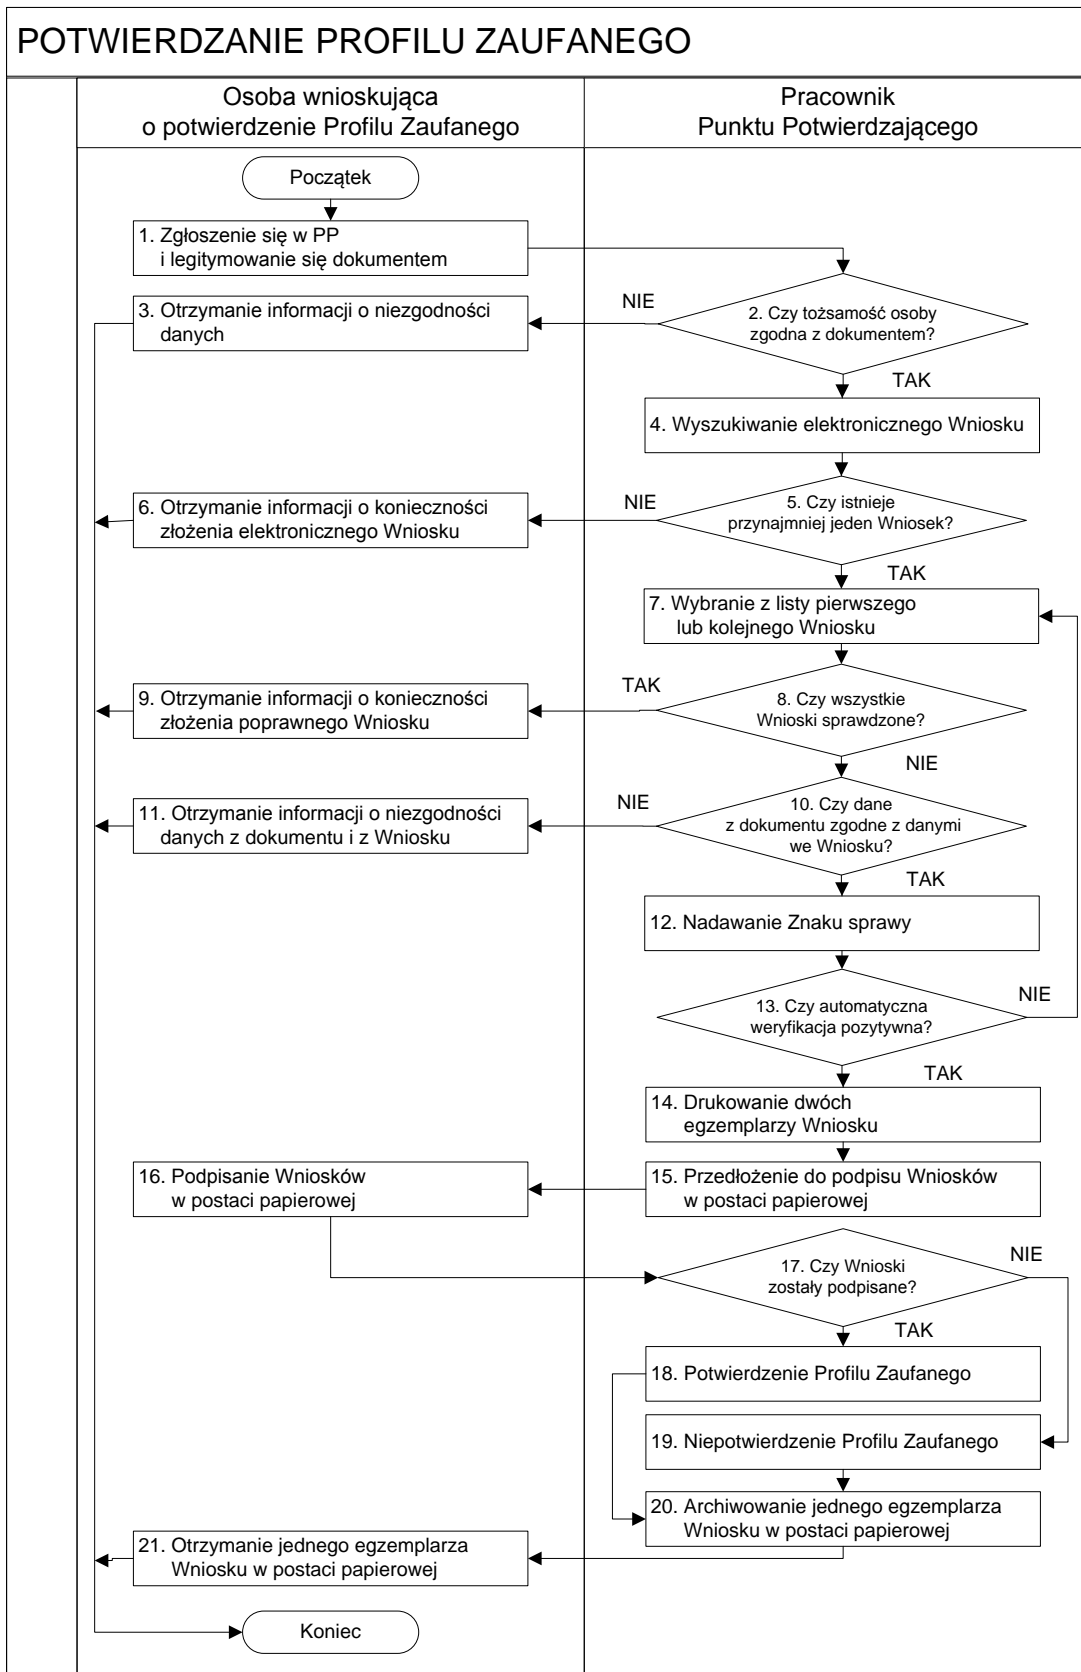 POTWIERDZANIE PROFILU ZAUFANEGO
Osoba wnioskująca
o potwierdzenie Profilu Zaufanego
Pracownik
Punktu Potwierdzającego
Początek
1. Zgłoszenie się w PP
i legitymowanie się dokumentem
2. Czy tożsamość osoby
zgodna z dokumentem?
NIE
3. Otrzymanie informacji o niezgodności
danych
TAK
4. Wyszukiwanie elektronicznego Wniosku
5. Czy istnieje
przynajmniej jeden Wniosek?
NIE
6. Otrzymanie informacji o konieczności
złożenia elektronicznego Wniosku
TAK
7. Wybranie z listy pierwszego
lub kolejnego Wniosku
8. Czy wszystkie
Wnioski sprawdzone?
TAK
9. Otrzymanie informacji o konieczności
złożenia poprawnego Wniosku
NIE
10. Czy dane
z dokumentu zgodne z danymi
we Wniosku?
NIE
11. Otrzymanie informacji o niezgodności
danych z dokumentu i z Wniosku
TAK
12. Nadawanie Znaku sprawy
13. Czy automatyczna
weryfikacja pozytywna?
NIE
TAK
14. Drukowanie dwóch
egzemplarzy Wniosku
15. Przedłożenie do podpisu Wniosków
w postaci papierowej
16. Podpisanie Wniosków
w postaci papierowej
17. Czy Wnioski
zostały podpisane?
NIE
TAK
18. Potwierdzenie Profilu Zaufanego
19. Niepotwierdzenie Profilu Zaufanego
20. Archiwowanie jednego egzemplarza
Wniosku w postaci papierowej
21. Otrzymanie jednego egzemplarza
Wniosku w postaci papierowej
Koniec